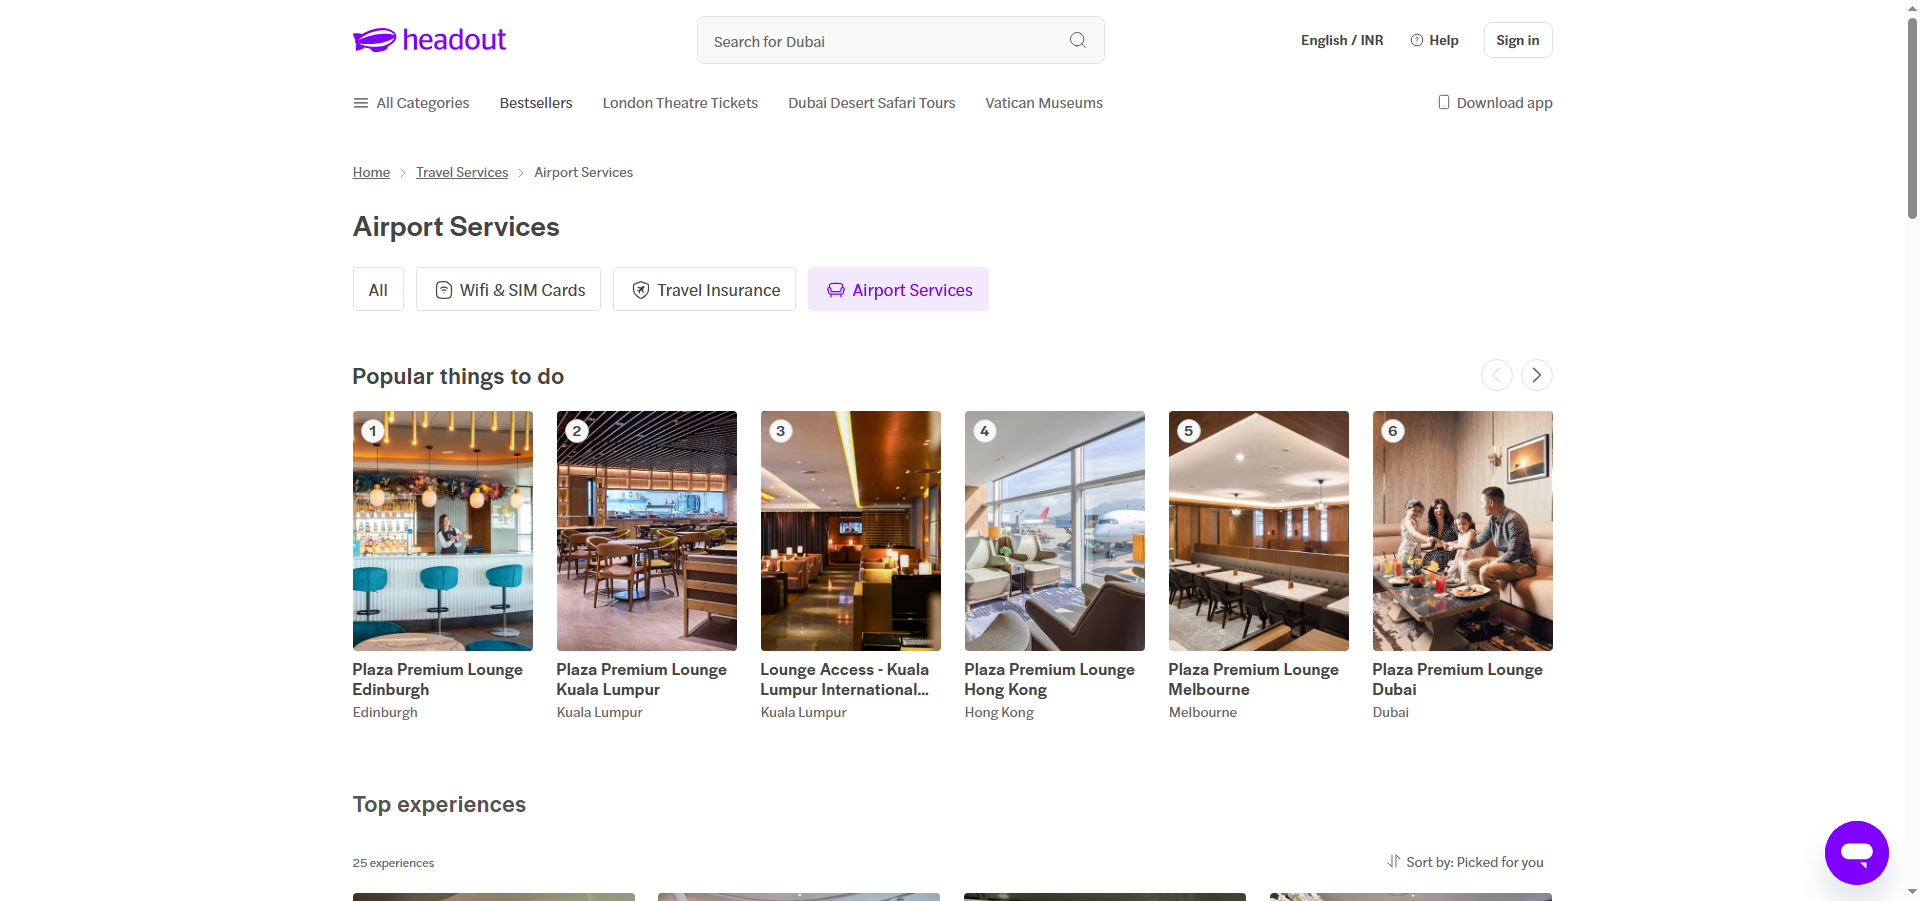 headout
Search for Dubai
English / INR
Help
Sign in
All Categories
Bestsellers
London Theatre Tickets
Dubai Desert Safari Tours
Vatican Museums
Download app
Home
Travel Services
Airport Services
Airport Services
All
Wifi & SIM Cards
Travel Insurance
Airport Services
Popular things to do
1
2
3
4
5
6
Plaza Premium Lounge
Edinburgh
Edinburgh
Plaza Premium Lounge
Kuala Lumpur
Kuala Lumpur
Lounge Access - Kuala
Lumpur International...
Kuala Lumpur
Plaza Premium Lounge
Hong Kong
Hong Kong
Plaza Premium Lounge
Melbourne
Melbourne
Plaza Premium Lounge
Dubai
Dubai
Top experiences
25 experiences
Sort by: Picked for you